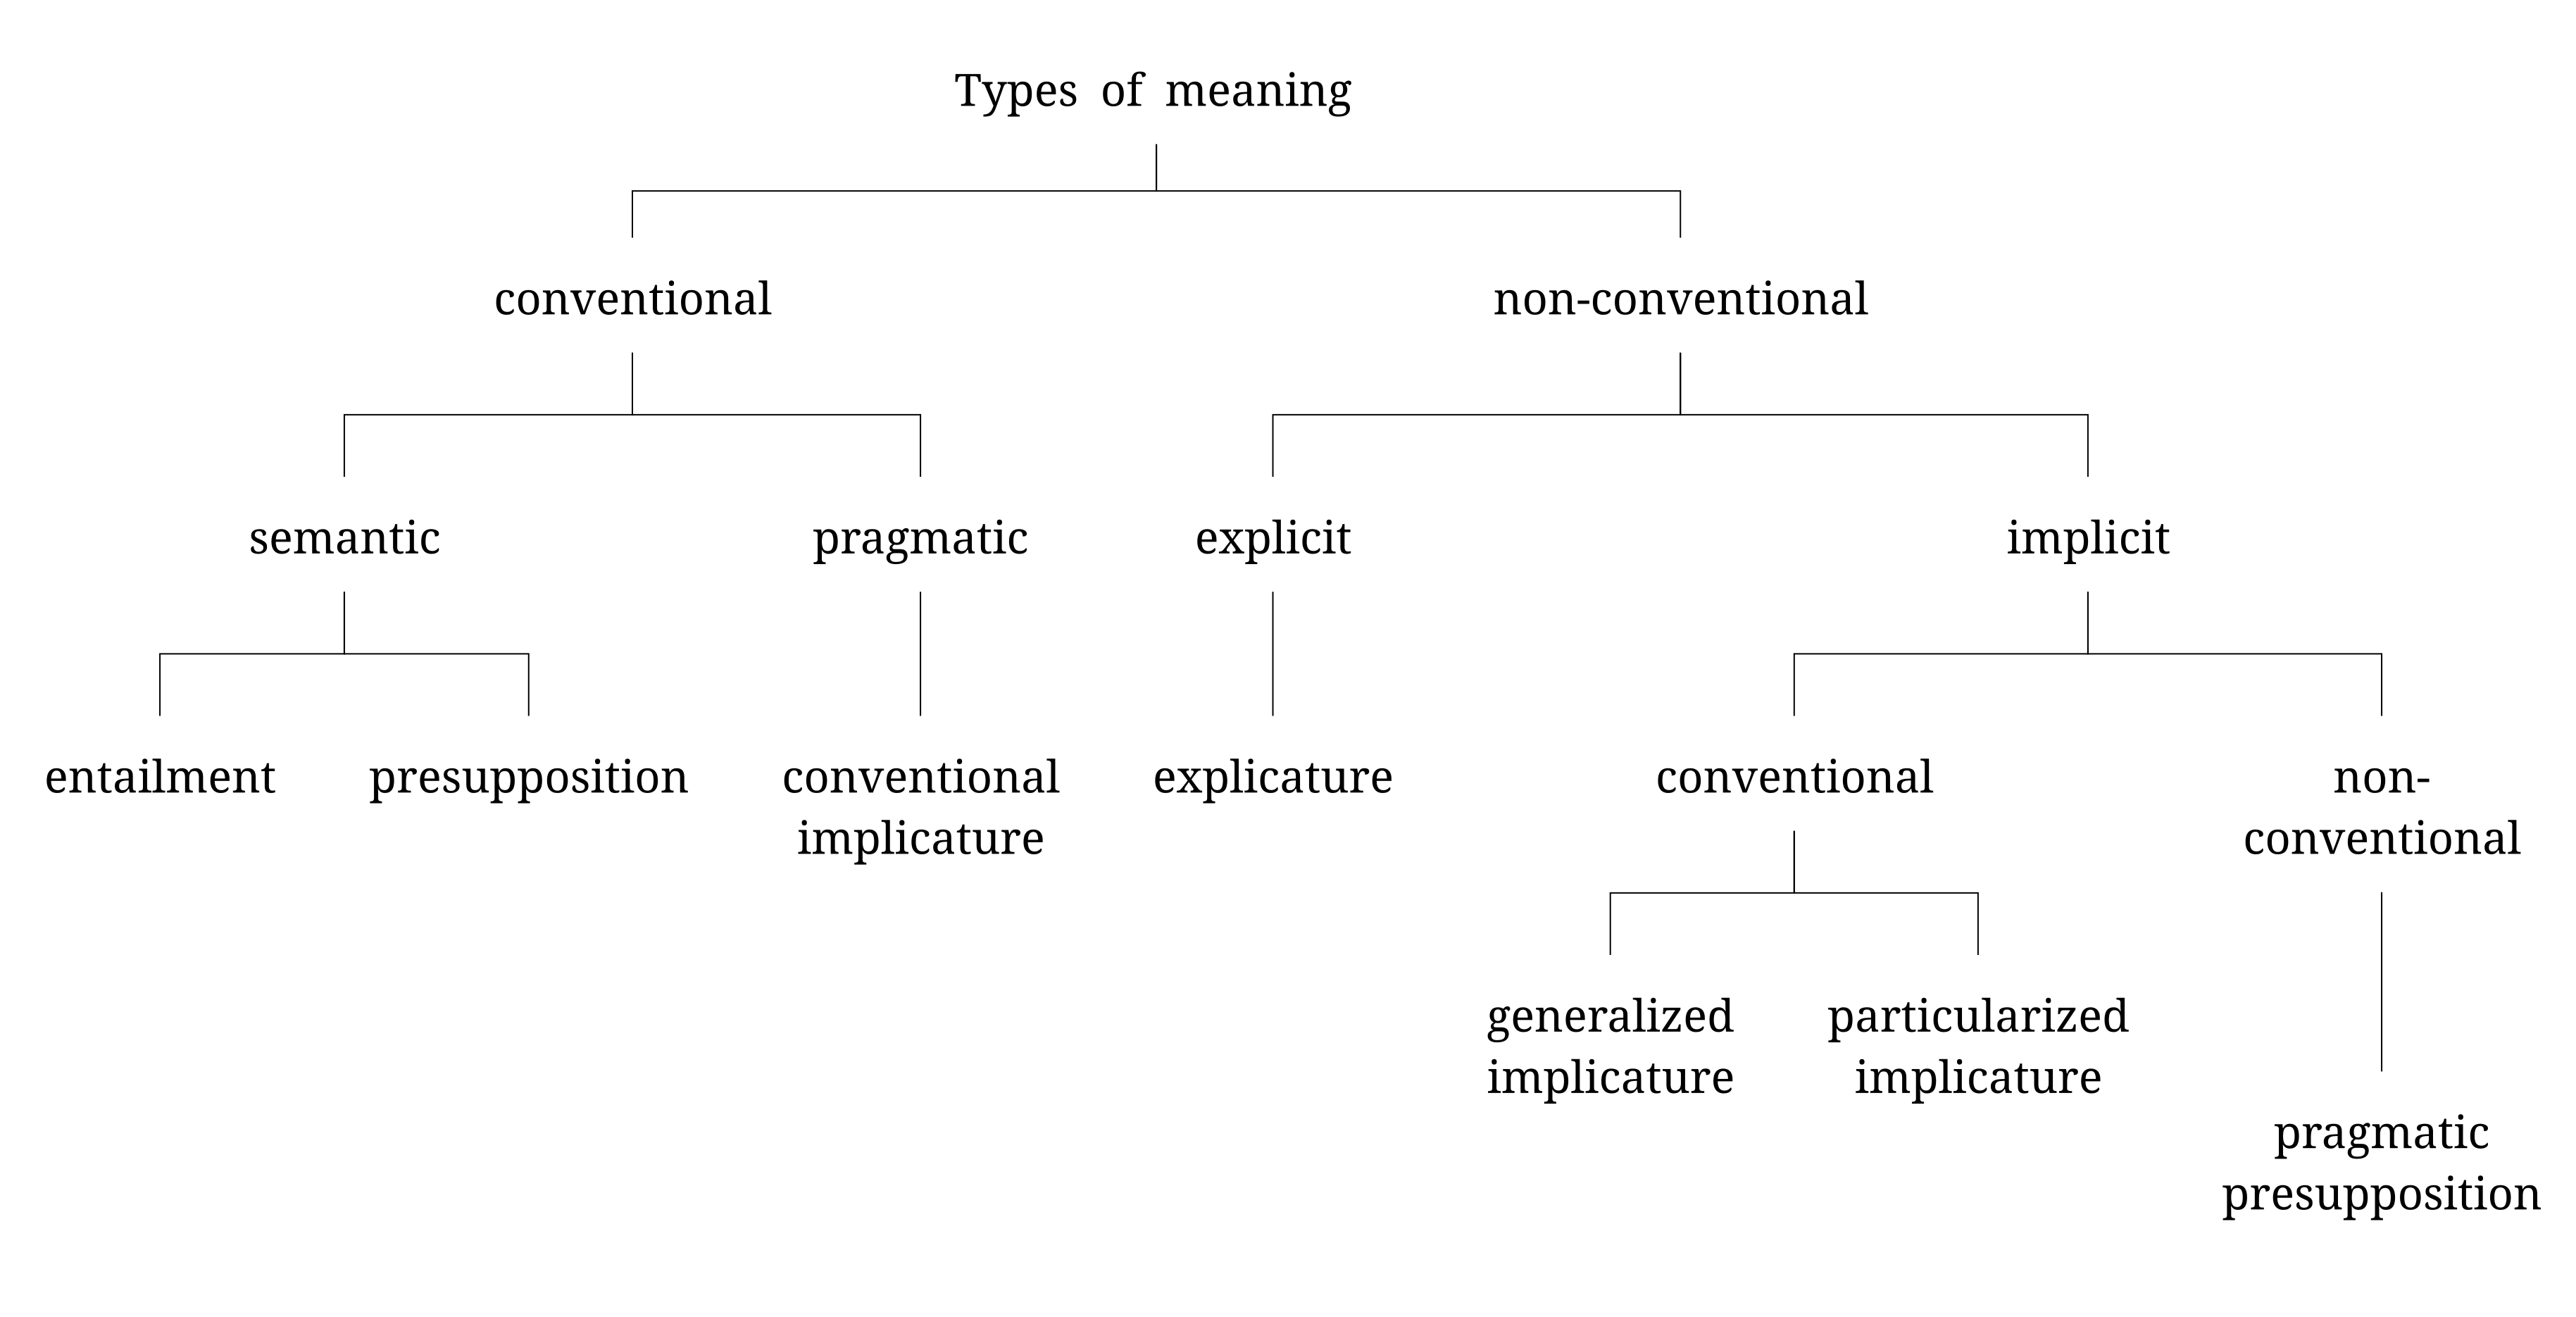 Types of meaning
conventional
non-conventional
semantic
pragmatic
explicit
implicit
entailment
presupposition
conventional
implicature
explicature
conventional
non-
conventional
generalized
implicature
particularized
implicature
pragmatic
presupposition